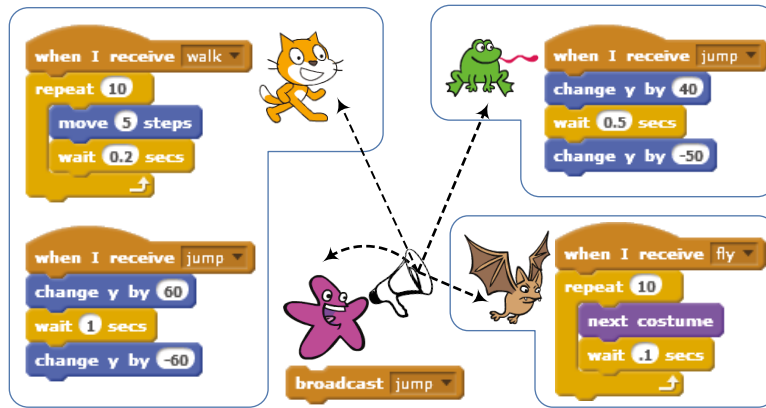 when I receive walk
repeat 10
move 5 steps
wait 0.2 secs
when I receive jump
change y by 60
wait 1 secs
change y by -60
when I receive jump
change y by 40
wait 0.5 secs
change y by -50
when I receive fly
repeat 10
next costume
wait .1 secs
broadcast jump